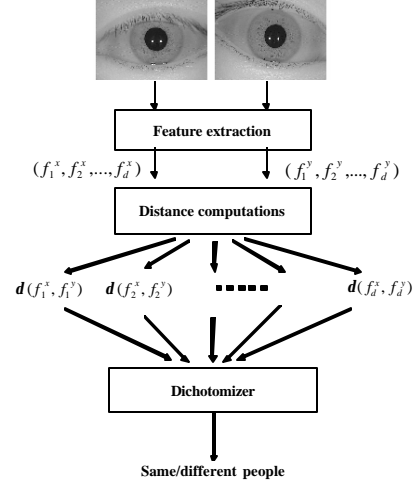 Feature extraction
(f₁ˣ, f₂ˣ,..., f_dˣ) (f₁ʸ, f₂ʸ,..., f_dʸ)
Distance computations
d(f₁ˣ, f₁ʸ) d(f₂ˣ, f₂ʸ) ▪▪▪▪▪ d(f_dˣ, f_dʸ)
Dichotomizer
Same/different people